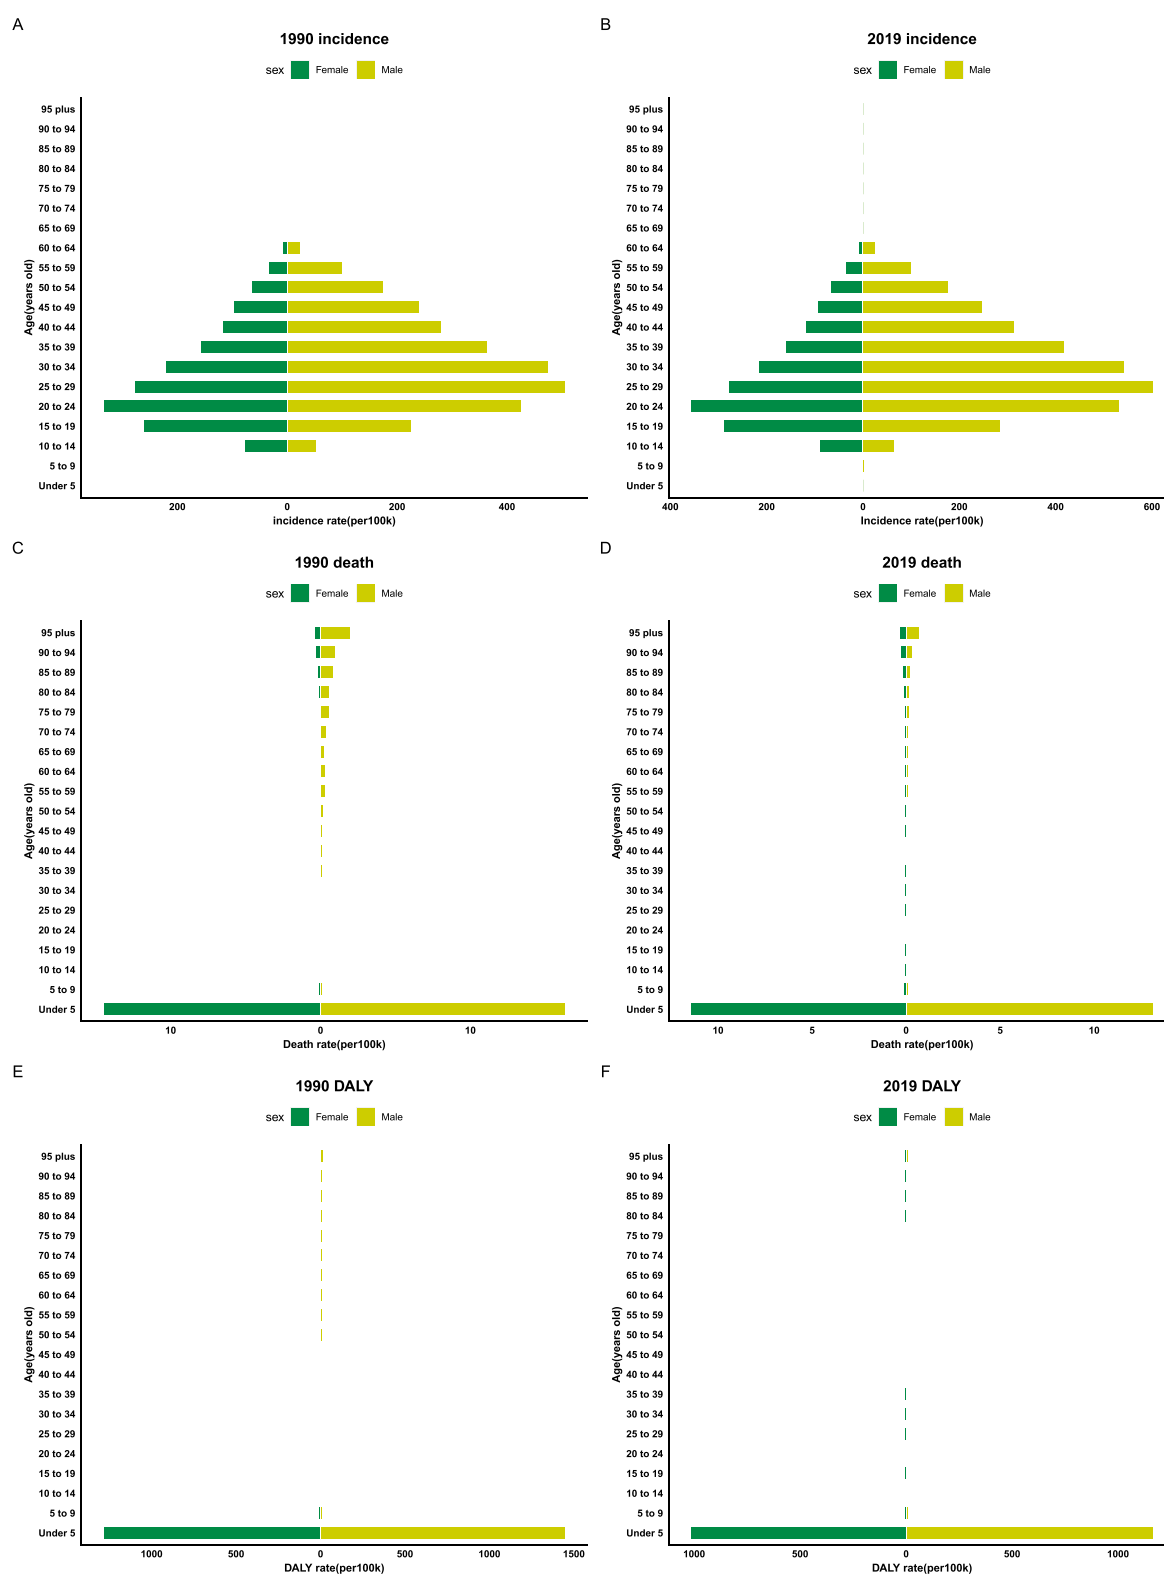 A
1990 incidence
sex Female Male
95 plus
90 to 94
85 to 89
80 to 84
75 to 79
70 to 74
65 to 69
60 to 64
55 to 59
50 to 54
45 to 49
40 to 44
35 to 39
30 to 34
25 to 29
20 to 24
15 to 19
10 to 14
5 to 9
Under 5
Age(years old)
200 0 200 400
incidence rate(per100k)
B
2019 incidence
sex Female Male
95 plus
90 to 94
85 to 89
80 to 84
75 to 79
70 to 74
65 to 69
60 to 64
55 to 59
50 to 54
45 to 49
40 to 44
35 to 39
30 to 34
25 to 29
20 to 24
15 to 19
10 to 14
5 to 9
Under 5
Age(years old)
400 200 0 200 400 600
Incidence rate(per100k)
C
1990 death
sex Female Male
95 plus
90 to 94
85 to 89
80 to 84
75 to 79
70 to 74
65 to 69
60 to 64
55 to 59
50 to 54
45 to 49
40 to 44
35 to 39
30 to 34
25 to 29
20 to 24
15 to 19
10 to 14
5 to 9
Under 5
Age(years old)
10 0 10
Death rate(per100k)
D
2019 death
sex Female Male
95 plus
90 to 94
85 to 89
80 to 84
75 to 79
70 to 74
65 to 69
60 to 64
55 to 59
50 to 54
45 to 49
40 to 44
35 to 39
30 to 34
25 to 29
20 to 24
15 to 19
10 to 14
5 to 9
Under 5
Age(years old)
10 5 0 5 10
Death rate(per100k)
E
1990 DALY
sex Female Male
95 plus
90 to 94
85 to 89
80 to 84
75 to 79
70 to 74
65 to 69
60 to 64
55 to 59
50 to 54
45 to 49
40 to 44
35 to 39
30 to 34
25 to 29
20 to 24
15 to 19
10 to 14
5 to 9
Under 5
Age(years old)
1000 500 0 500 1000 1500
DALY rate(per100k)
F
2019 DALY
sex Female Male
95 plus
90 to 94
85 to 89
80 to 84
75 to 79
70 to 74
65 to 69
60 to 64
55 to 59
50 to 54
45 to 49
40 to 44
35 to 39
30 to 34
25 to 29
20 to 24
15 to 19
10 to 14
5 to 9
Under 5
Age(years old)
1000 500 0 500 1000
DALY rate(per100k)